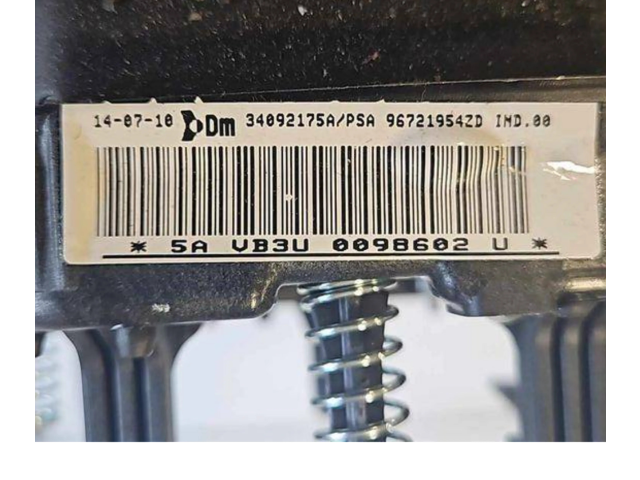 14-07-10 Dm 34092175A/PSA 96721954ZD IND.00
* 5A VB3U 0098602 U *